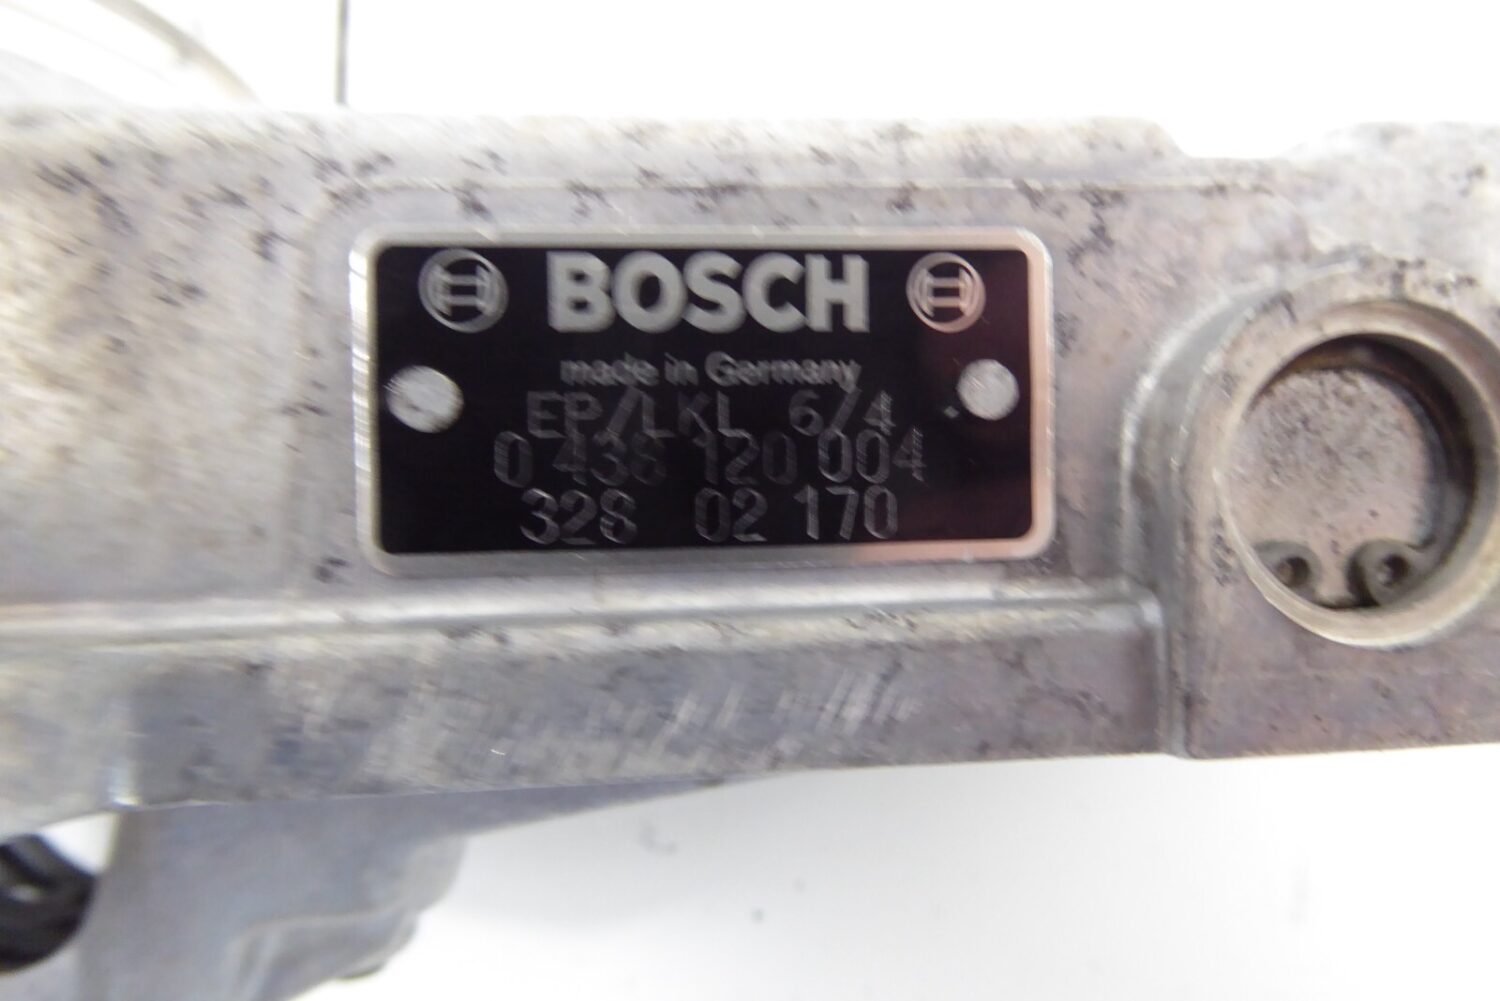 BOSCH
made in Germany
EP/LKL 6/4
0 438 120 004
328 02 170